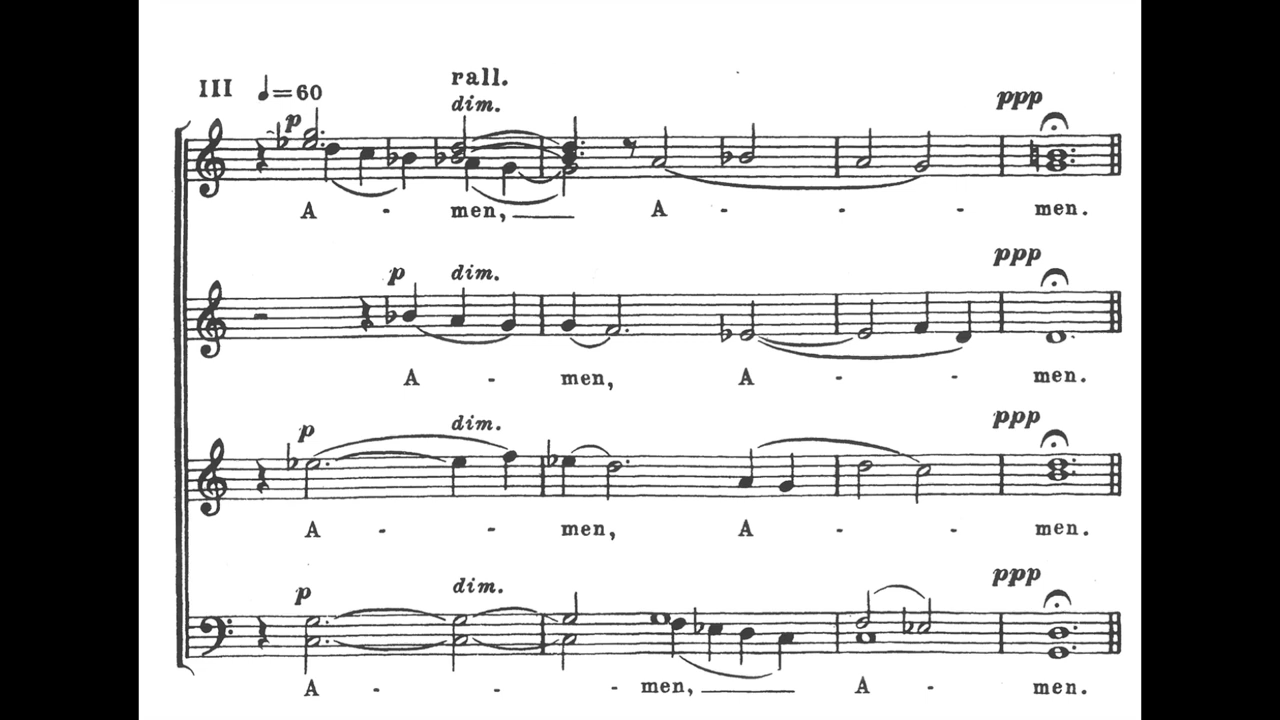 III ♩=60 rall.
dim.
p ppp
A - men, A - - - men.
p dim. ppp
A - men, A - - men.
p dim. ppp
A - - men, A - - men.
p dim. ppp
A - - - men, A - men.